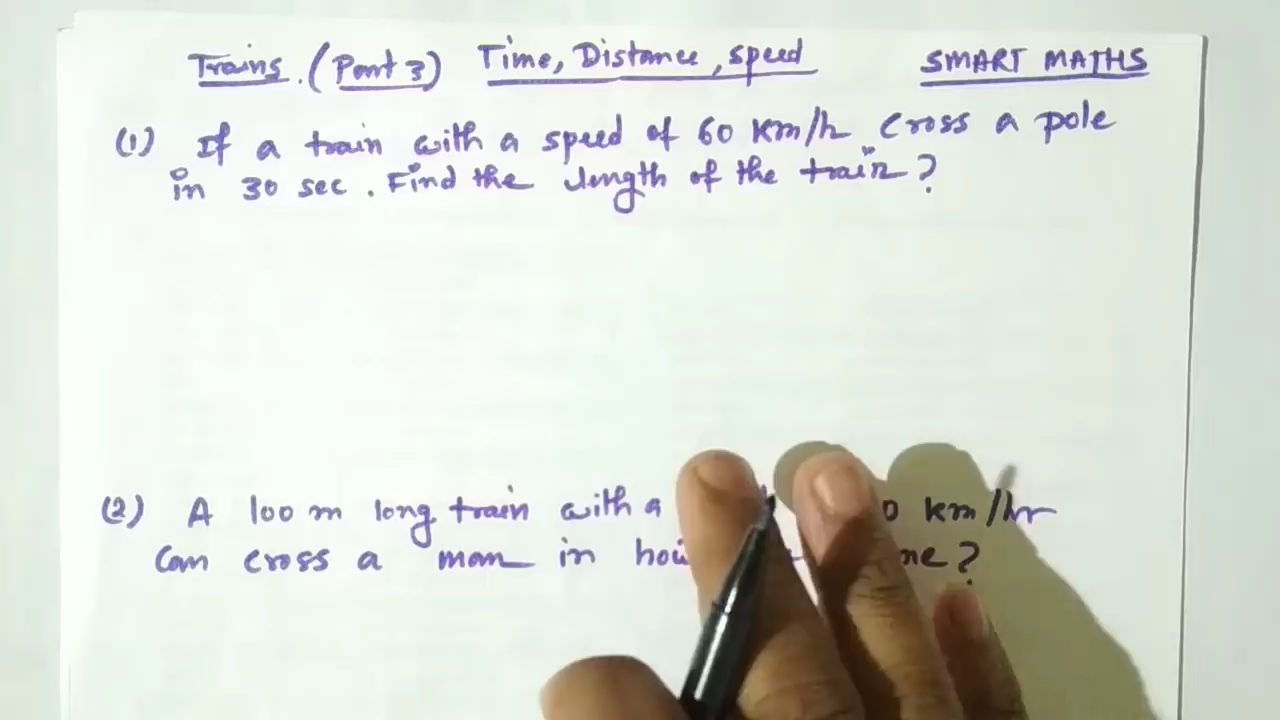 Trains. (Part 3) Time, Distance, speed SMART MATHS
(1) If a train with a speed of 60 km/h cross a pole
in 30 sec. Find the length of the train?
(2) A 100 m long train with a km/hr
Can cross a man in